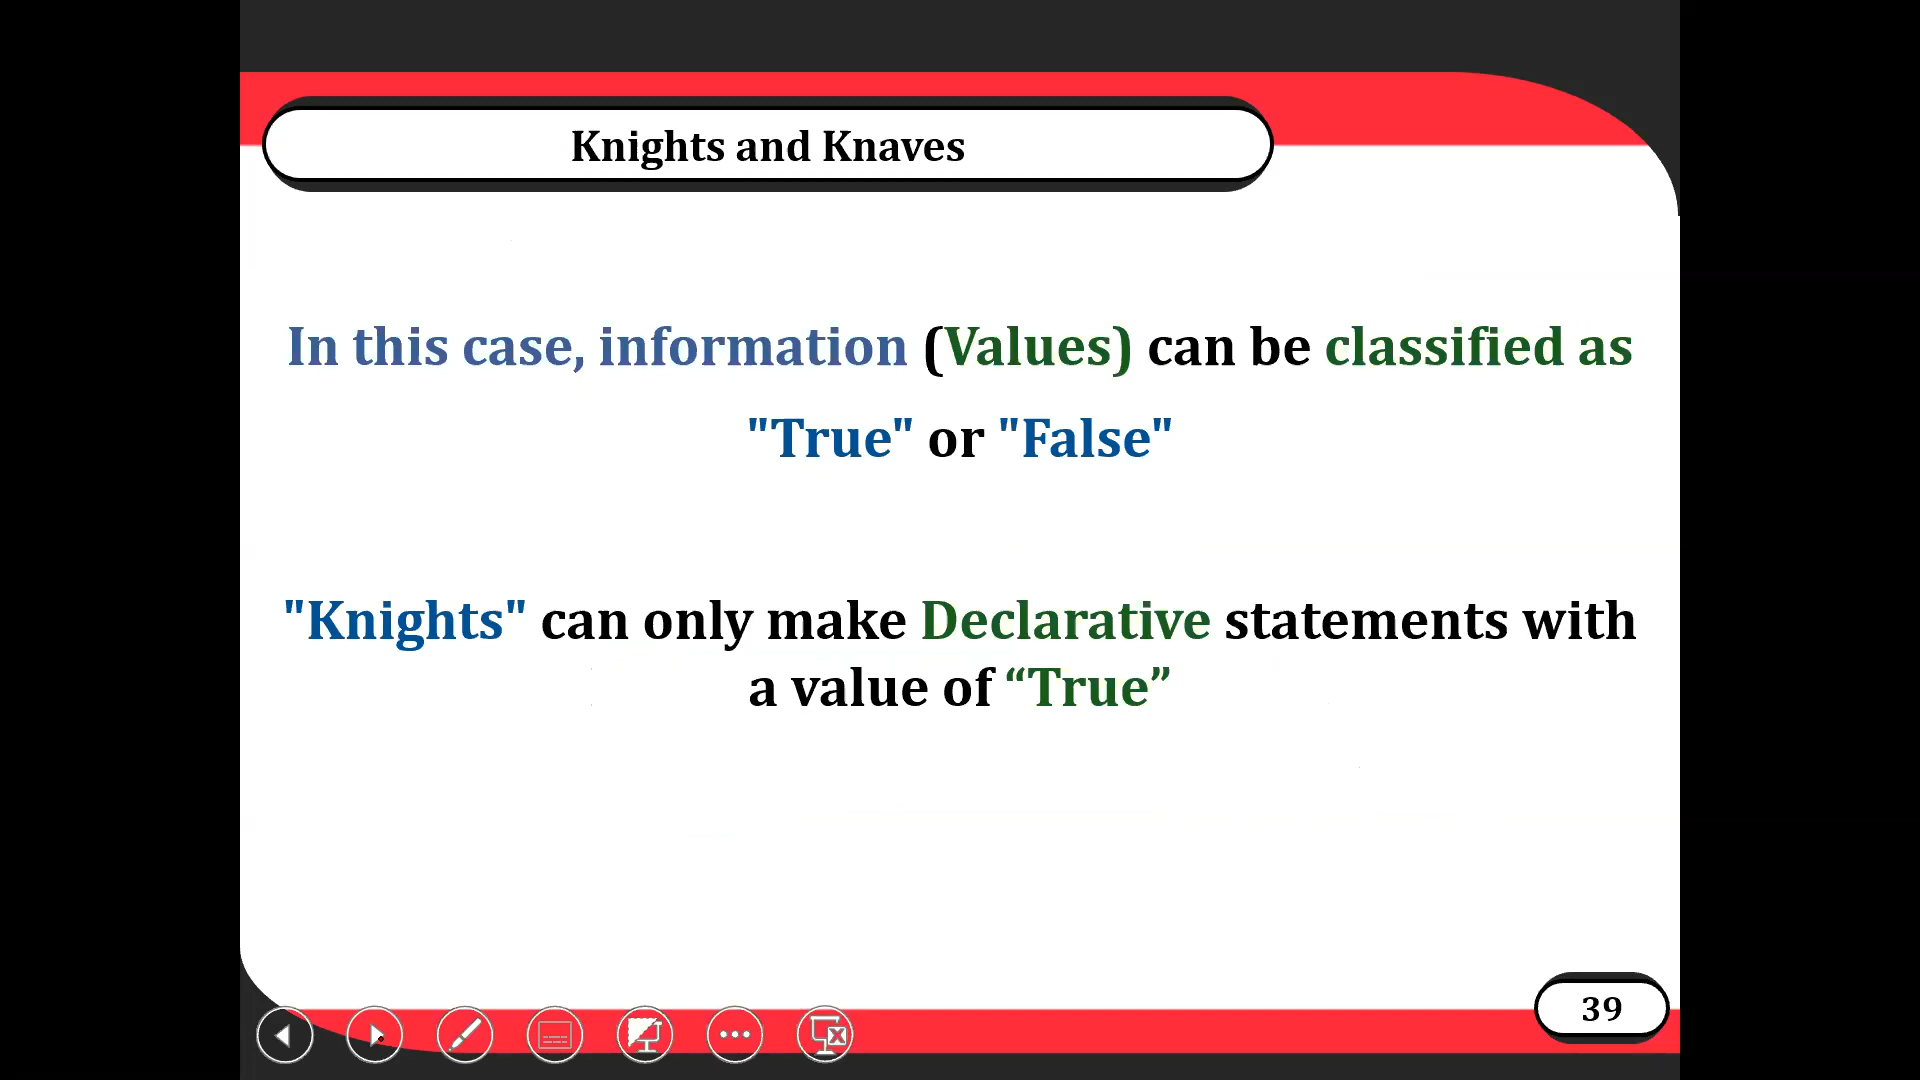 Knights and Knaves
In this case, information (Values) can be classified as
"True" or "False"
"Knights" can only make Declarative statements with
a value of “True”
39